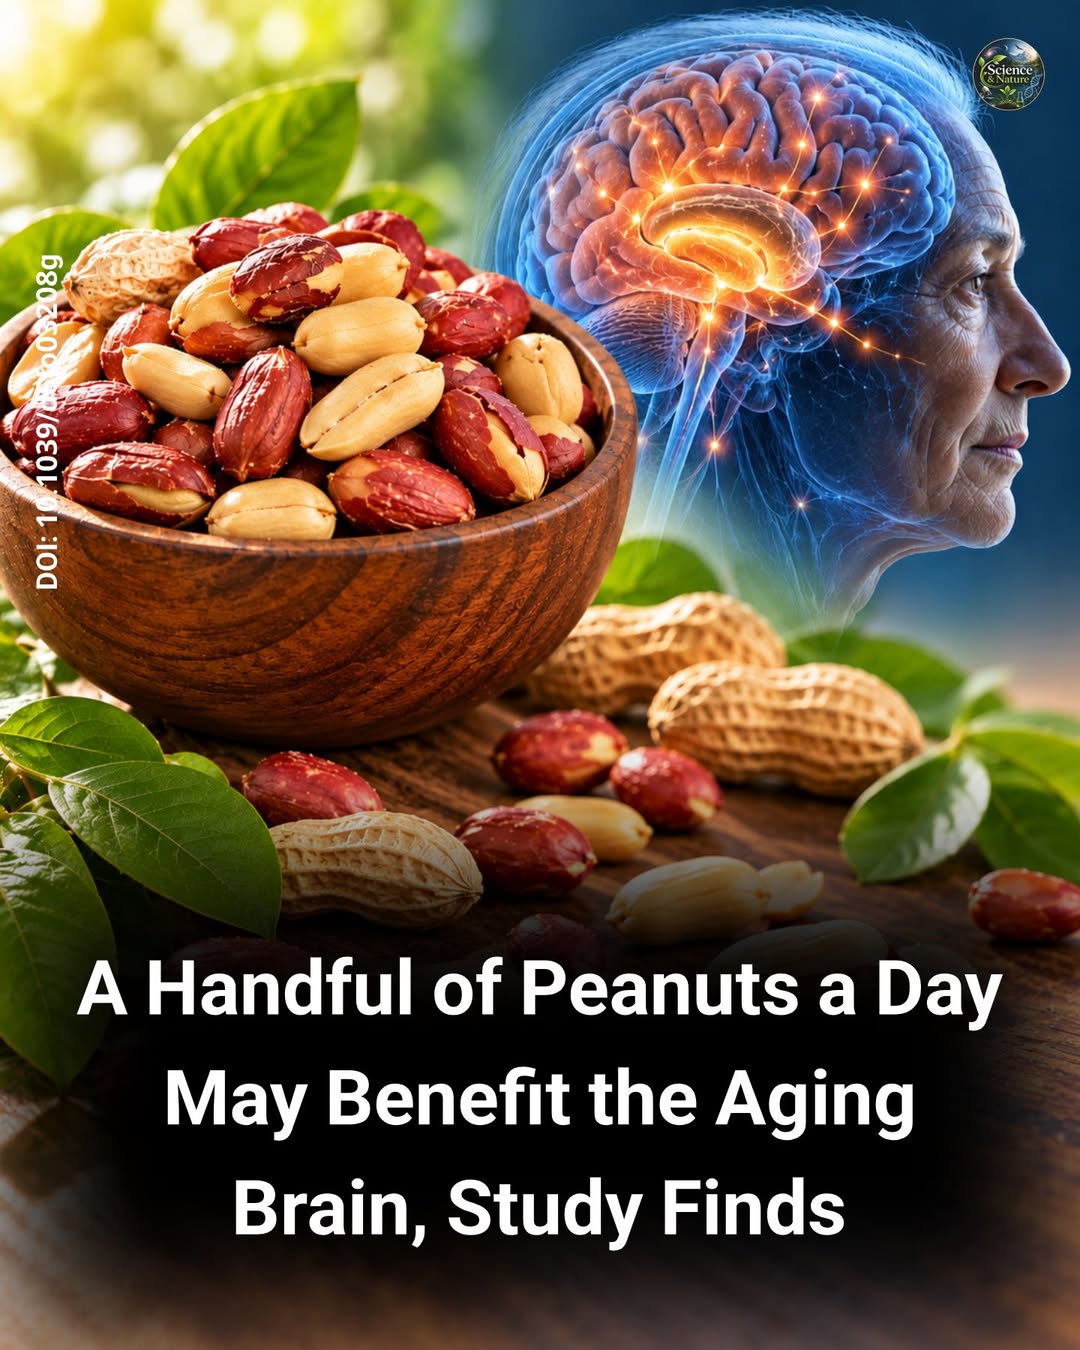 Science
& Nature
A Handful of Peanuts a Day
May Benefit the Aging
Brain, Study Finds